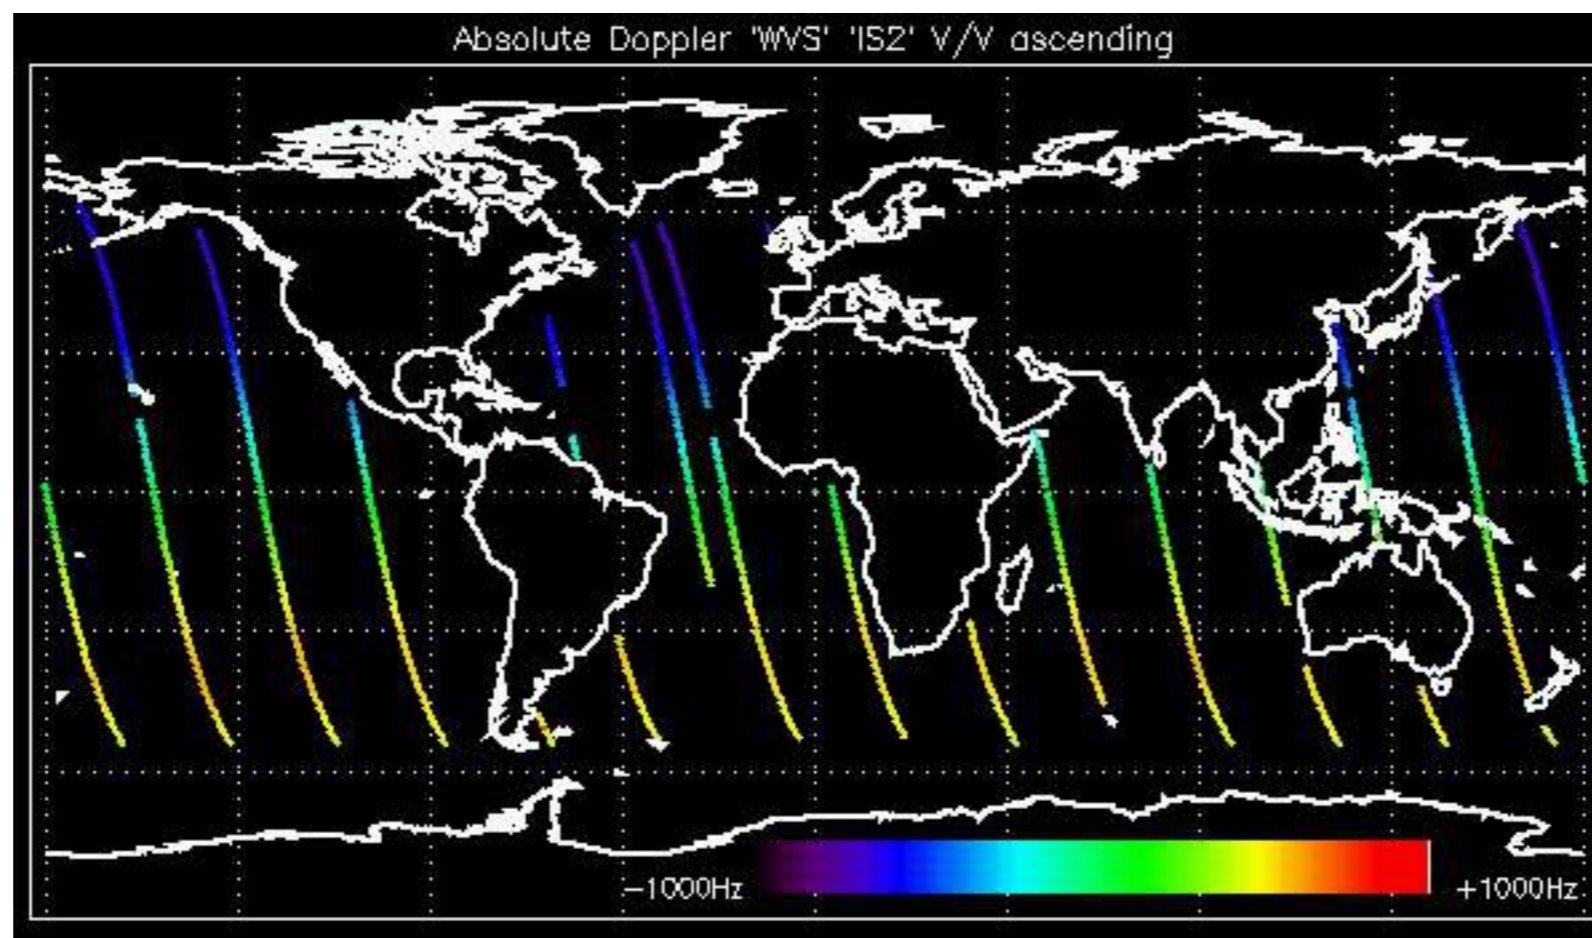 Absolute Doppler 'WVS' 'IS2' V/V ascending
−1000Hz +1000Hz